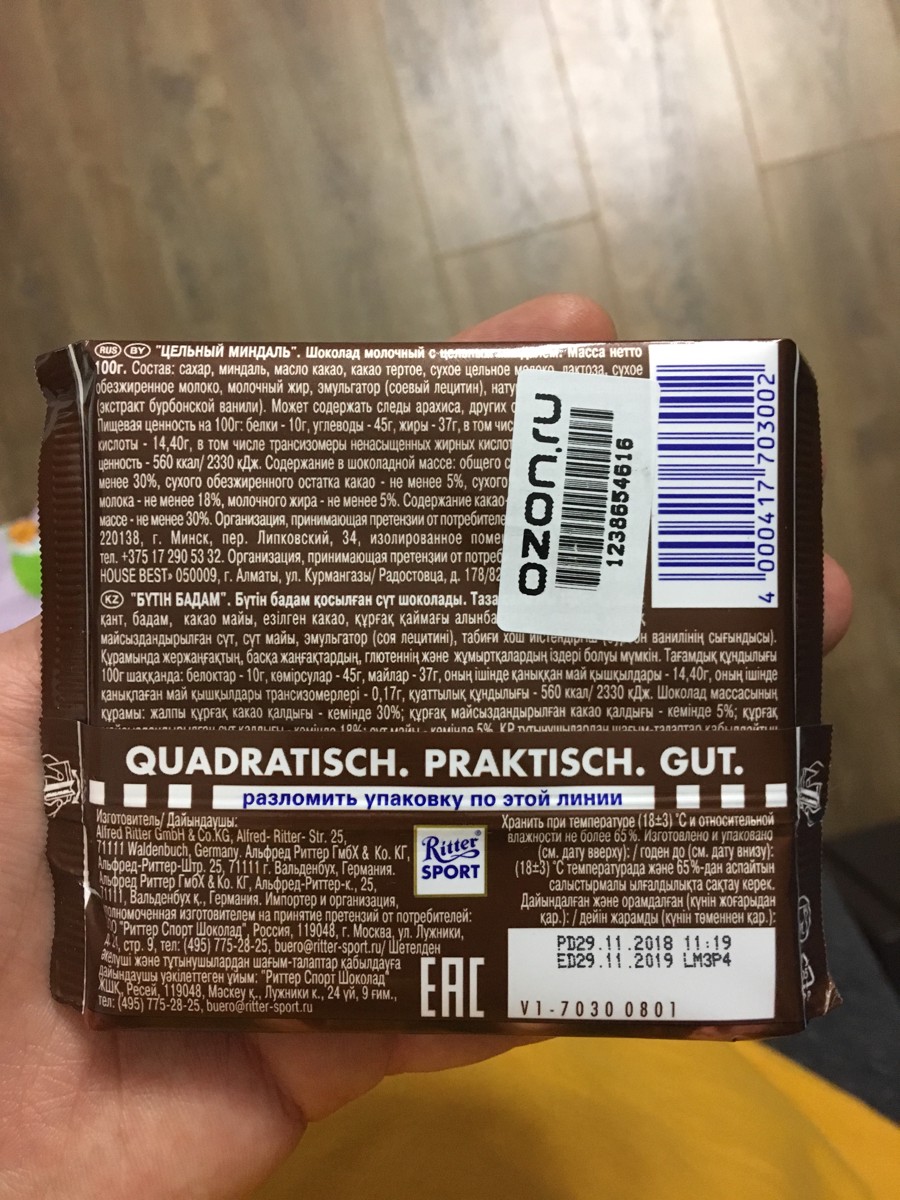 RUS BY "ЦЕЛЬНЫЙ МИНДАЛЬ". Шоколад молочный с Масса нетто
100г. Состав: сахар, миндаль, масло какао, какао тертое, сухое цельное молоко, лактоза, сухое
обезжиренное молоко, молочный жир, эмульгатор (соевый лецитин),
(экстракт бурбонской ванили). Может содержать следы арахиса, других
Пищевая ценность на 100г: белки - 10г, углеводы - 45г, жиры - 37г, в том
кислоты - 14,40г, в том числе трансизомеры ненасыщенных жирных
ценность - 560 ккал/ 2330 кДж. Содержание в шоколадной массе: общего
менее 30%, сухого обезжиренного остатка какао - не менее 5%, сухого
молока - не менее 18%, молочного жира - не менее 5%. Содержание какао-
массе - не менее 30%. Организация, принимающая претензии от
220138, г. Минск, пер. Липковский, 34, изолированное
тел. +375 17 290 53 32. Организация, принимающая претензии от
HOUSE BEST» 050009, г. Алматы, ул. Курмангазы/ Радостовца, д. 178/82
KZ "БҮТІН БАДАМ". Бүтін бадам қосылған сүт шоколады. Таза
қант, бадам, какао майы, езілген какао, құрғақ қаймағы
майсыздандырылған сүт, сүт майы, эмульгатор (соя лецитині), табиғи хош ванилінің сығындысы).
Құрамында жержаңғақтың, басқа жаңғақтардың, глютеннің және жұмыртқалардың іздері болуы мүмкін. Тағамдық құндылығы
100г шаққанда: белоктар - 10г, көмірсулар - 45г, майлар - 37г, оның ішінде қаныққан май қышқылдары - 14,40г, оның ішінде
қанықпаған май қышқылдары трансизомерлері - 0,17г, қуаттылық құндылығы - 560 ккал/ 2330 кДж. Шоколад массасының
құрамы: жалпы құрғақ какао қалдығы - кемінде 30%; құрғақ майсыздандырылған какао қалдығы - кемінде 5%; құрғақ
ozon.ru
1238654616
4 000417 703002
QUADRATISCH. PRAKTISCH. GUT.
разломить упаковку по этой линии
Изготовитель/ Дайындаушы:
Alfred Ritter GmbH & Co.KG, Alfred- Ritter- Str. 25,
71111 Waldenbuch, Germany. Альфред Риттер ГмбХ & Ко. КГ,
Альфред-Риттер-Штр. 25, 71111 г. Вальденбух, Германия.
Альфред Риттер ГмбХ & Ко. КГ, Альфред-Риттер-к., 25,
71111, Вальденбух қ., Германия. Импортер и организация,
уполномоченная изготовителем на принятие претензий от потребителей:
ООО "Риттер Спорт Шоколад", Россия, 119048, г. Москва, ул. Лужники,
стр. 9, тел: (495) 775-28-25, buero@ritter-sport.ru/ Шетелден
әкелуші және тұтынушылардан шағым-талаптар қабылдауға
дайындаушы уәкілеттеген ұйым: "Риттер Спорт Шоколад"
ЖШҚ, Ресей, 119048, Мәскеу қ., Лужники к., 24 үй, 9 ғим.,
тел: (495) 775-28-25, buero@ritter-sport.ru
Ritter
SPORT
EAC
Хранить при температуре (18±3) °С и относительной
влажности не более 65%. Изготовлено и упаковано
(см. дату вверху): / годен до (см. дату внизу):
(18±3) °С температурада және 65%-дан аспайтын
салыстырмалы ылғалдылықта сақтау керек.
Дайындалған және орамдалған (күнін жоғарыдан
қар.): / дейін жарамды (күнін төменнен қар.):
PD29.11.2018 11:19
ED29.11.2019 LM3P4
V1-7030 0801